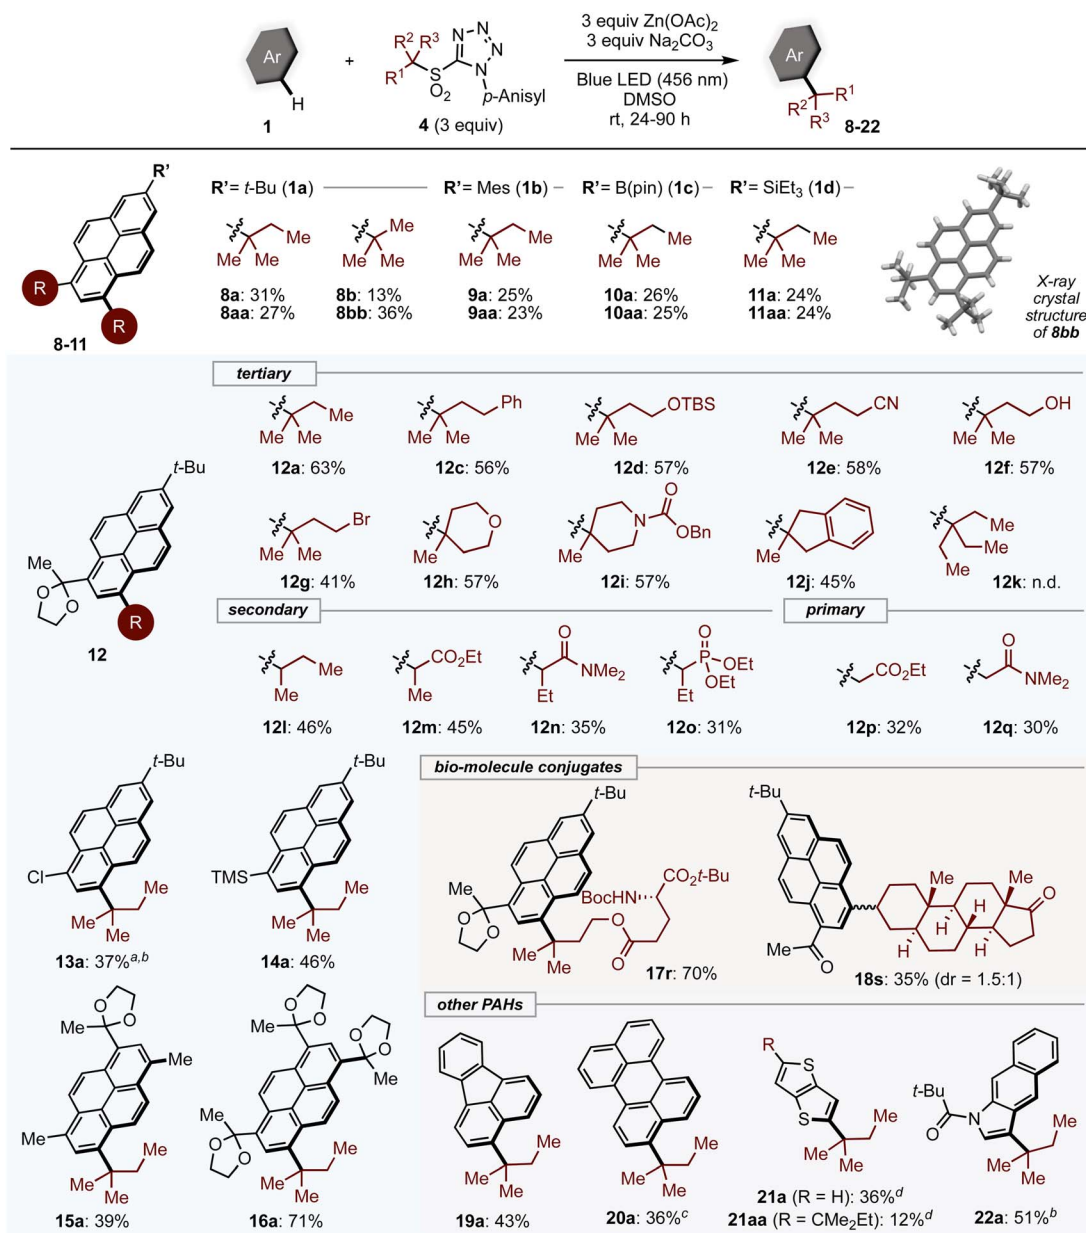 Ar
H
1
+
R² R³
R¹
S
O₂
N N
N
N
p-Anisyl
4 (3 equiv)
3 equiv Zn(OAc)₂
3 equiv Na₂CO₃
Blue LED (456 nm)
DMSO
rt, 24-90 h
Ar
R² R¹
R³
8-22
R'
R
R
8-11
R'= t-Bu (1a)
R'= Mes (1b)
R'= B(pin) (1c)
R'= SiEt₃ (1d)
Me
Me Me
8a: 31%
8aa: 27%
Me
Me
Me
8b: 13%
8bb: 36%
Me
Me Me
9a: 25%
9aa: 23%
Me
Me Me
10a: 26%
10aa: 25%
Me
Me Me
11a: 24%
11aa: 24%
X-ray
crystal
structure
of 8bb
tertiary
Me
Me Me
12a: 63%
Ph
Me Me
12c: 56%
OTBS
Me Me
12d: 57%
CN
Me Me
12e: 58%
OH
Me Me
12f: 57%
t-Bu
Me
O
O
R
12
Br
Me Me
12g: 41%
O
Me
12h: 57%
O
N
OBn
Me
12i: 57%
Me
12j: 45%
Me
Me
Me
12k: n.d.
secondary
Me
Me
12l: 46%
CO₂Et
Me
12m: 45%
O
NMe₂
Et
12n: 35%
O
P OEt
OEt
Et
12o: 31%
primary
CO₂Et
12p: 32%
O
NMe₂
12q: 30%
t-Bu
Cl
Me
Me
Me
13a: 37%ᵃ,ᵇ
t-Bu
TMS
Me
Me
Me
14a: 46%
bio-molecule conjugates
t-Bu
Me
O
O
CO₂t-Bu
BocHN
O
O
Me Me
17r: 70%
t-Bu
Me
O
Me
Me
O
H
H
H
H
18s: 35% (dr = 1.5:1)
O
O
Me
Me
Me
Me
Me
Me
15a: 39%
O
O
Me
O
O
Me
Me
O
O
Me
Me
Me
16a: 71%
other PAHs
Me
Me
Me
19a: 43%
Me
Me
Me
20a: 36%ᶜ
R
S
S
Me
Me
Me
21a (R = H): 36%ᵈ
21aa (R = CMe₂Et): 12%ᵈ
t-Bu
N
O
Me
Me
Me
22a: 51%ᵇ